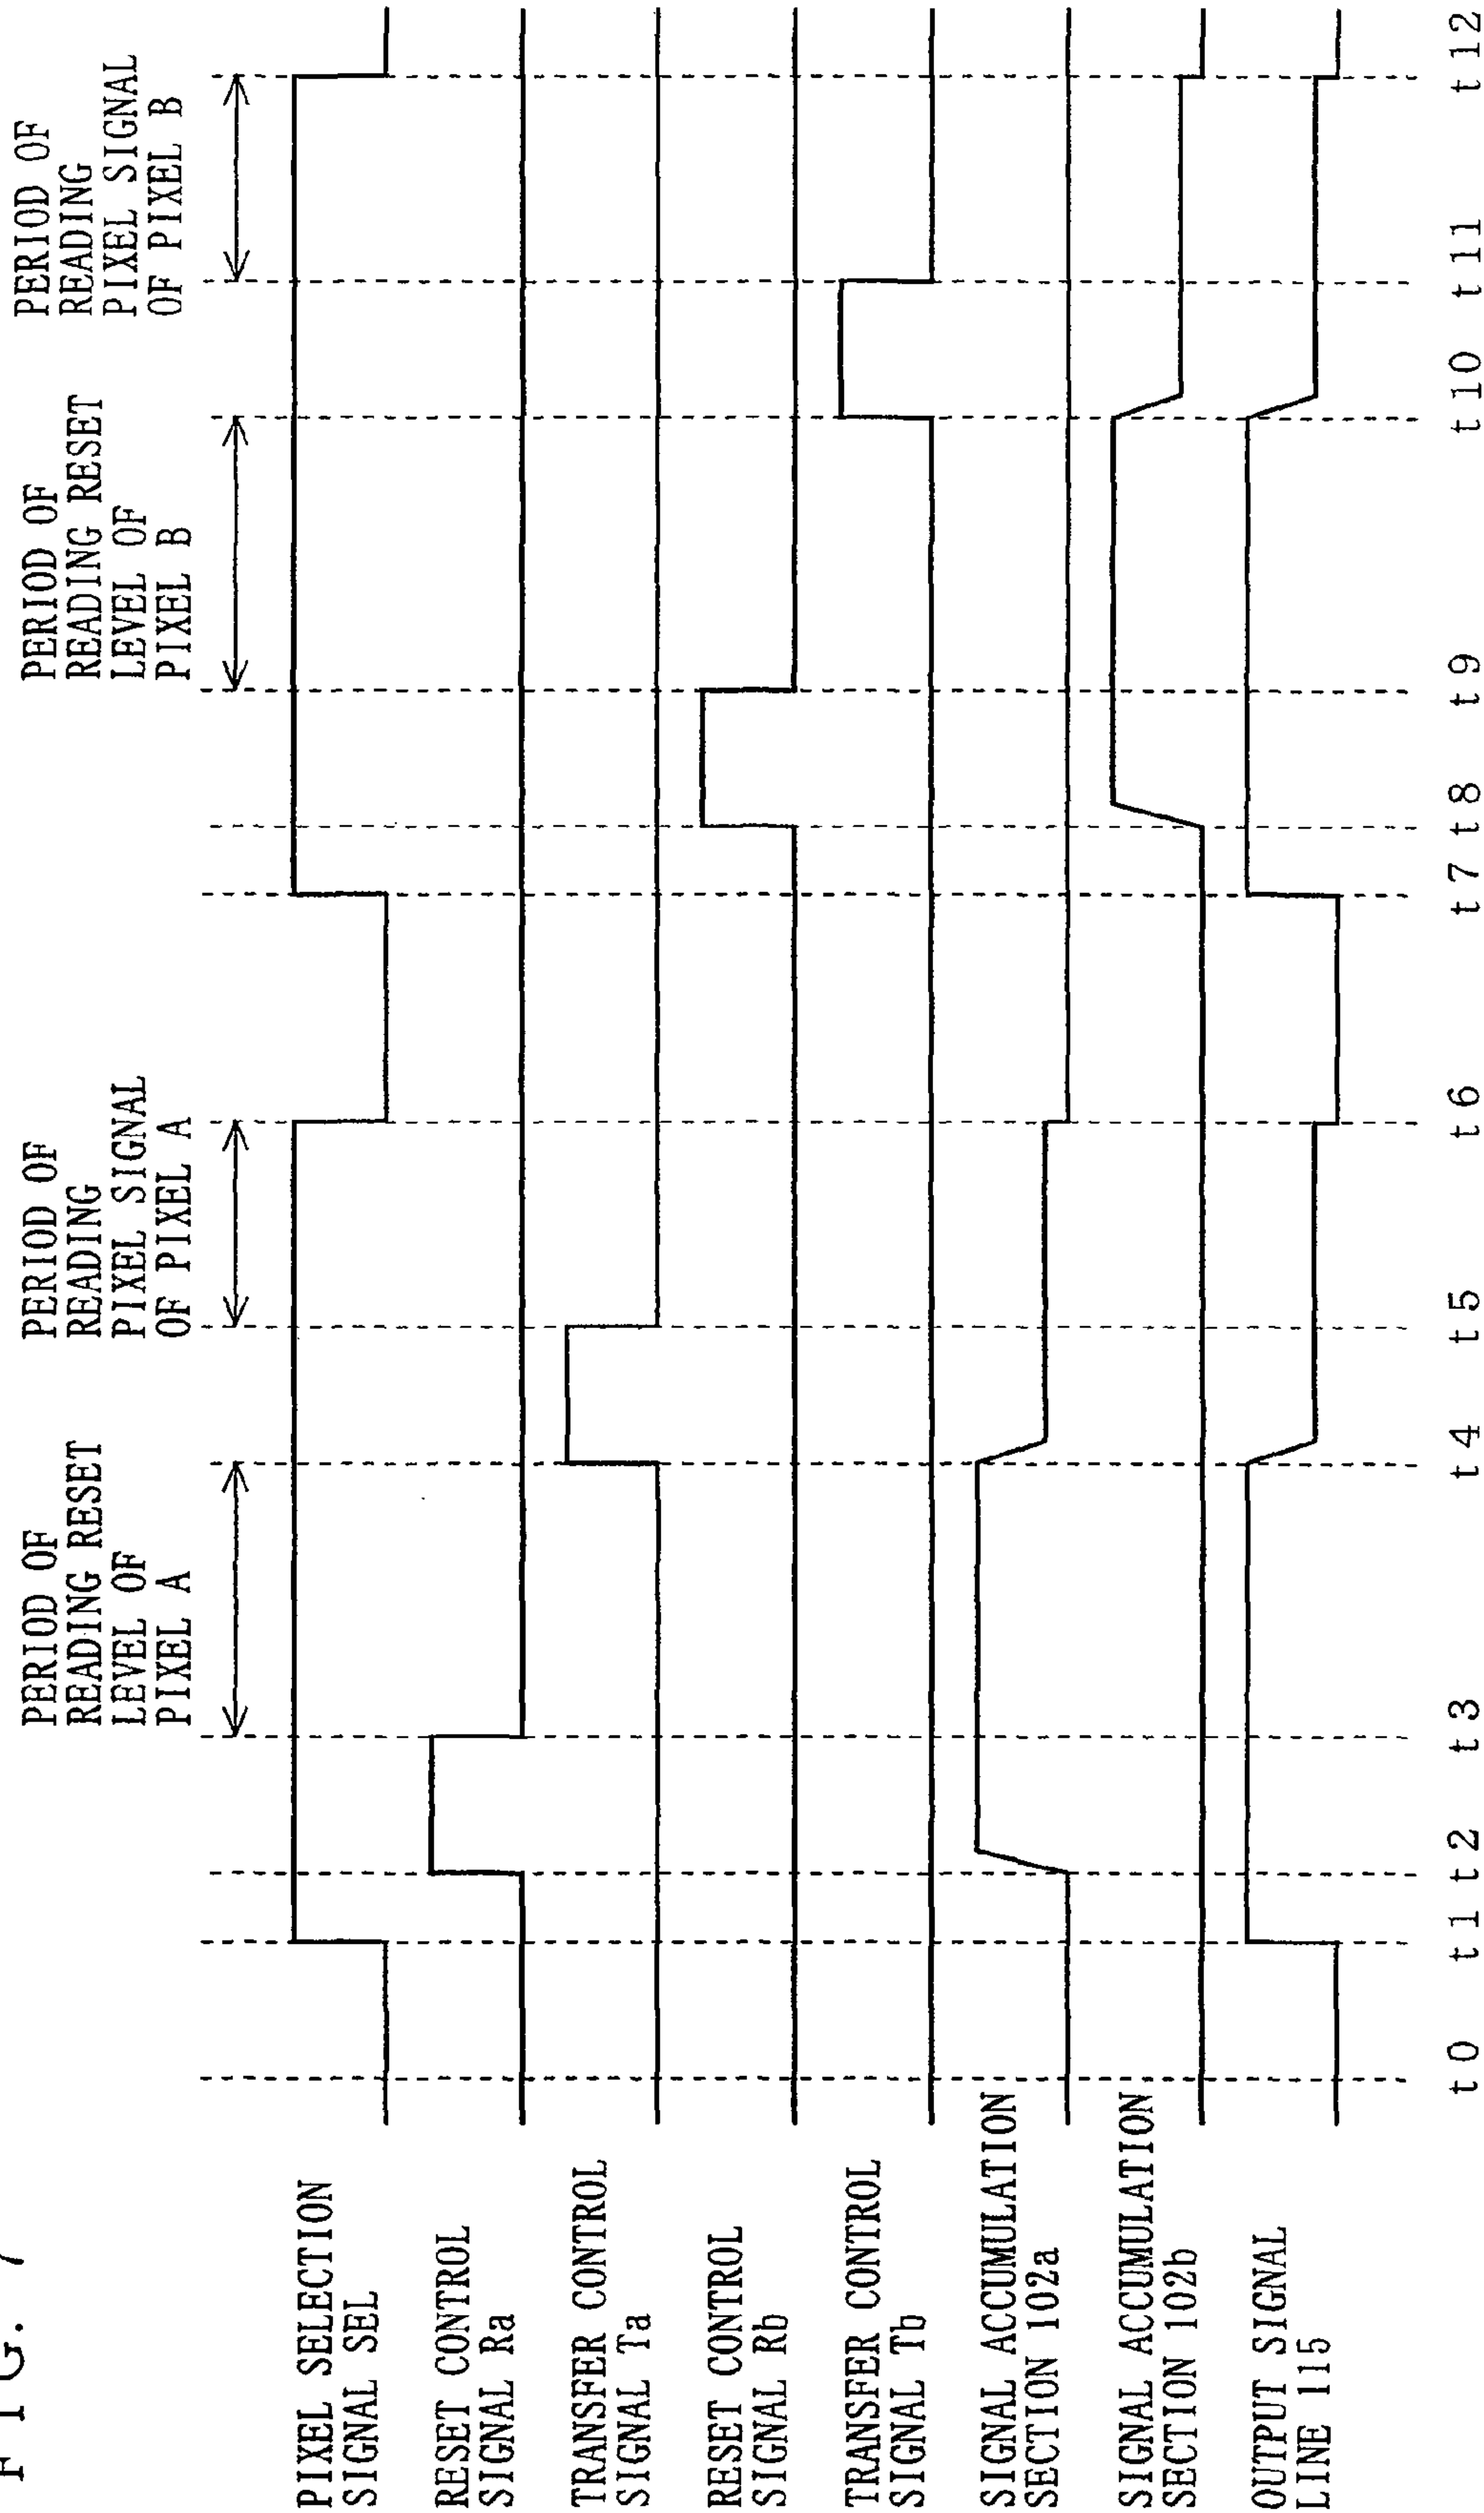 FIG. 7
PERIOD OF
READING RESET
LEVEL OF
PIXEL A
PERIOD OF
READING
PIXEL SIGNAL
OF PIXEL A
PERIOD OF
READING RESET
LEVEL OF
PIXEL B
PERIOD OF
READING
PIXEL SIGNAL
OF PIXEL B
PIXEL SELECTION
SIGNAL SEL
RESET CONTROL
SIGNAL Ra
TRANSFER CONTROL
SIGNAL Ta
RESET CONTROL
SIGNAL Rb
TRANSFER CONTROL
SIGNAL Tb
SIGNAL ACCUMULATION
SECTION 102a
SIGNAL ACCUMULATION
SECTION 102b
OUTPUT SIGNAL
LINE 115
t0 t1 t2 t3 t4 t5 t6 t7 t8 t9 t10 t11 t12